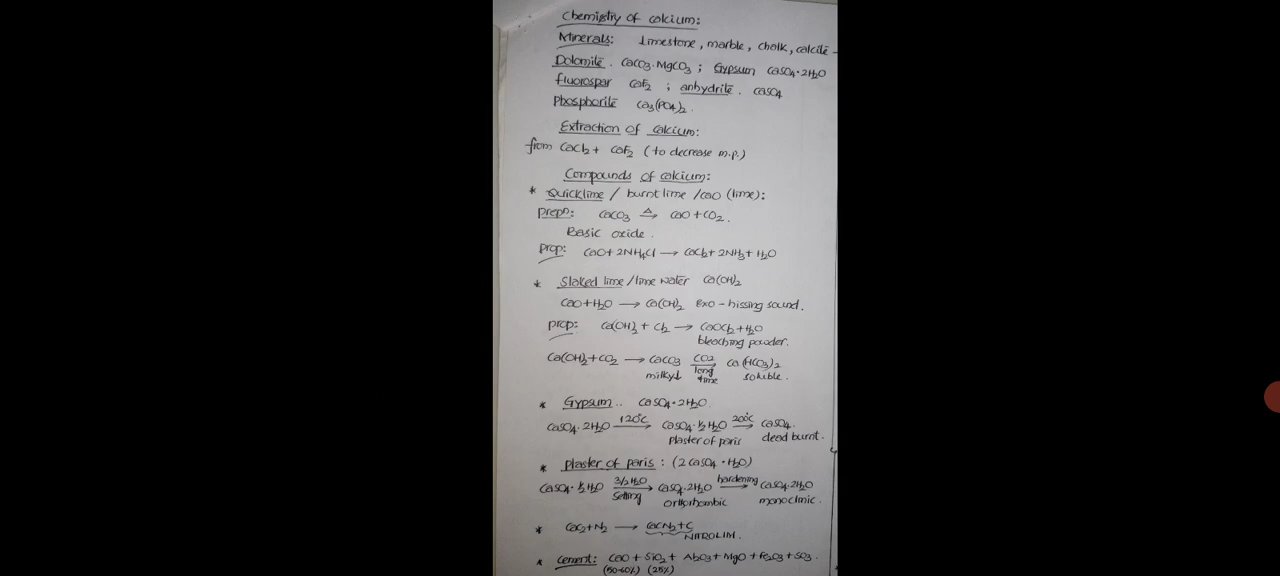 Chemistry of calcium:
Minerals: Limestone, marble, chalk, calcite -
Dolomite. CaCO3.MgCO3 ; Gypsum CaSO4.2H2O
fluorospar CaF2 ; anhydrite. CaSO4
Phosphorite Ca3(PO4)2.
Extraction of calcium:
from CaCl2 + CaF2 (to decrease m.p.)
Compounds of calcium:
* Quicklime / burnt lime /CaO (lime):
prepn: CaCO3 ⇌ CaO + CO2.
Δ
Basic oxide.
prop: CaO + 2NH4Cl → CaCl2 + 2NH3 + H2O
* Slaked lime / lime water Ca(OH)2
CaO + H2O → Ca(OH)2 Exo - hissing sound.
prop: Ca(OH)2 + Cl2 → CaOCl2 + H2O
bleaching powder.
Ca(OH)2 + CO2 → CaCO3 CO2 → Ca(HCO3)2
milky↓ long time soluble.
* Gypsum.. CaSO4.2H2O
CaSO4.2H2O 120°C → CaSO4.½H2O 200°C → CaSO4.
Plaster of paris dead burnt.
* Plaster of paris : (2CaSO4.H2O)
CaSO4.½H2O 3/2 H2O → CaSO4.2H2O hardening → CaSO4.2H2O
Setting orthorhombic monoclinic.
* CaC2 + N2 → CaCN2 + C
NITROLIM.
* Cement: CaO + SiO2 + Al2O3 + MgO + Fe2O3 + SO3.
(50-60%) (25%)